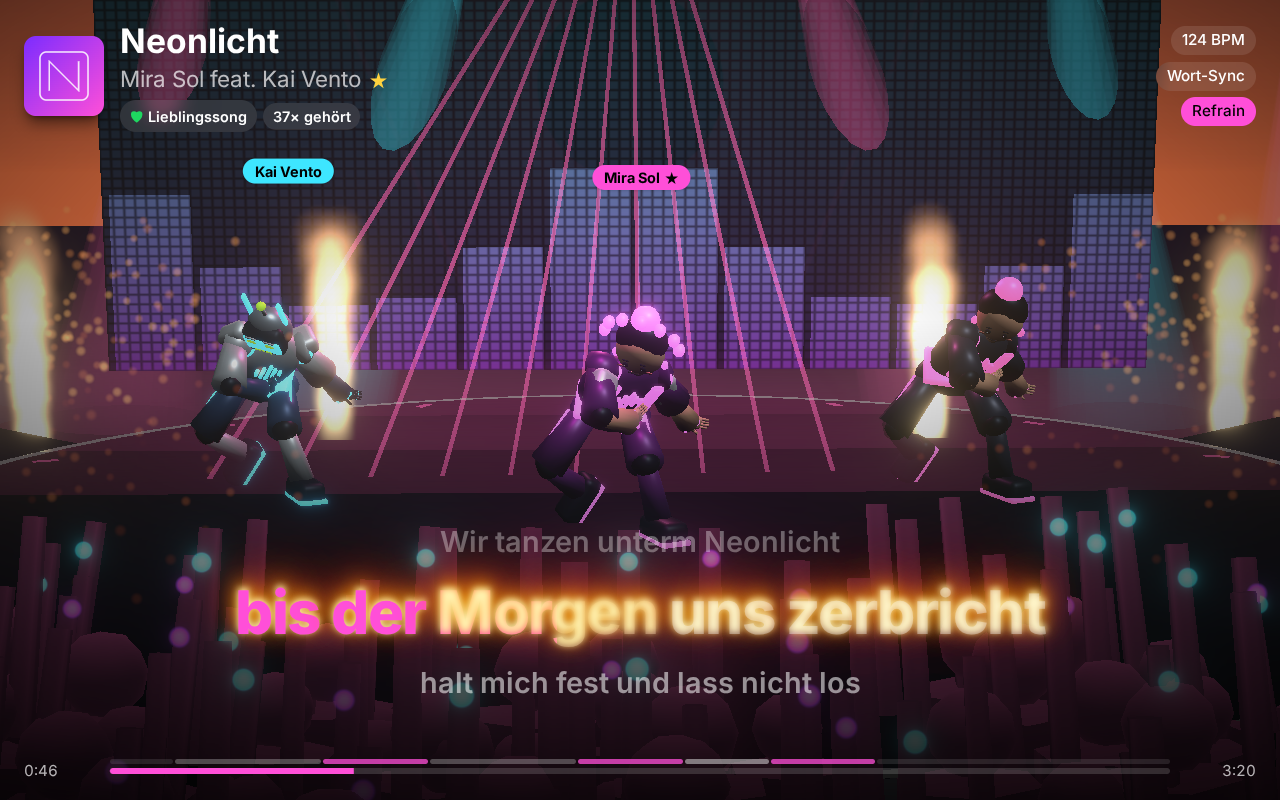 Neonlicht
Mira Sol feat. Kai Vento ★
Lieblingssong
37× gehört
124 BPM
Wort-Sync
Refrain
N
Kai Vento
Mira Sol ★
Wir tanzen unterm Neonlicht
bis der Morgen uns zerbricht
halt mich fest und lass nicht los
0:46
3:20